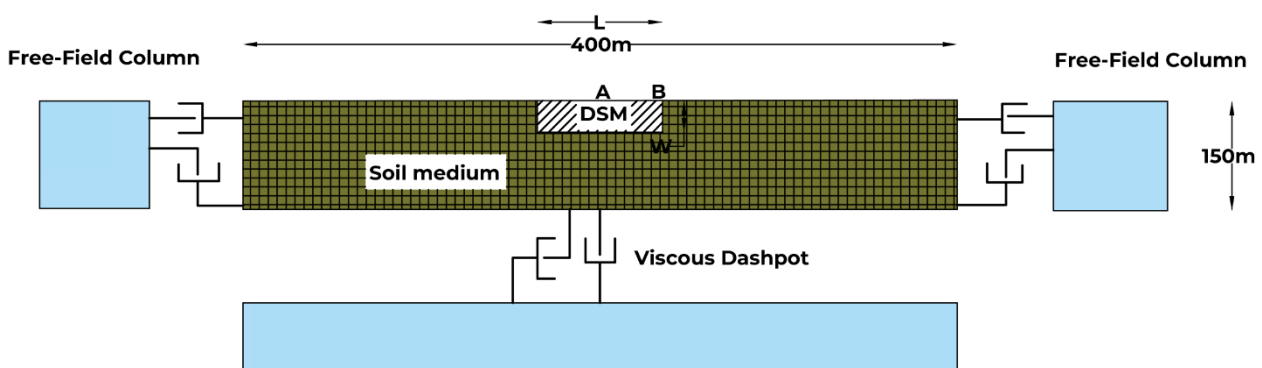 L
400m
Free-Field Column
Free-Field Column
A B
DSM
W
150m
Soil medium
Viscous Dashpot